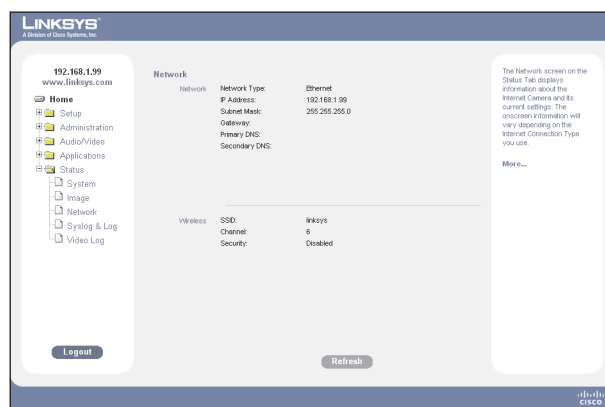 LINKSYS®
A Division of Cisco Systems, Inc.
192.168.1.99
www.linksys.com
Home
Setup
Administration
Audio/Video
Applications
Status
System
Image
Network
Syslog & Log
Video Log
Logout
Network
Network
Network Type: Ethernet
IP Address: 192.168.1.99
Subnet Mask: 255.255.255.0
Gateway:
Primary DNS:
Secondary DNS:
Wireless
SSID: linksys
Channel: 6
Security: Disabled
Refresh
The Network screen on the
Status Tab displays
information about the
Internet Camera and its
current settings. The
onscreen information will
vary depending on the
Internet Connection Type
you use.
More...
CISCO